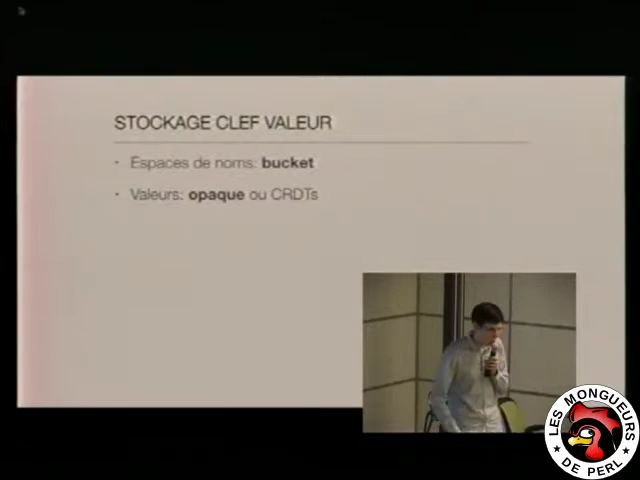 STOCKAGE CLEF VALEUR
• Espaces de noms: bucket
• Valeurs: opaque ou CRDTs
LES MONGUEURS
★ DE PERL ★